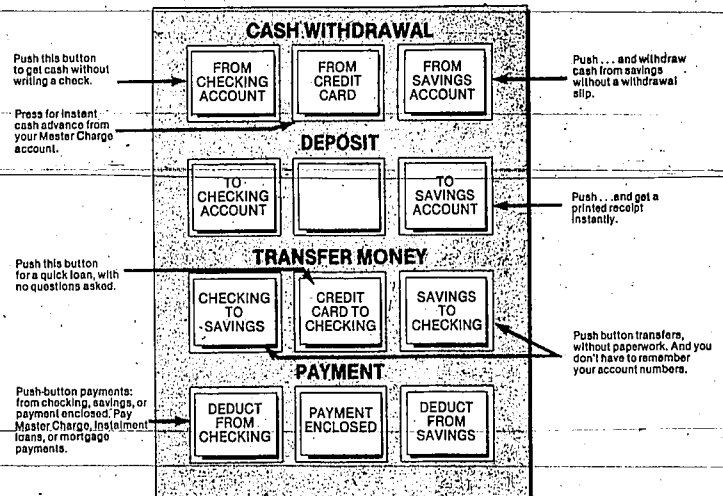 CASH WITHDRAWAL
Push this button
to get cash without
writing a check.
FROM
CHECKING
ACCOUNT
FROM
CREDIT
CARD
FROM
SAVINGS
ACCOUNT
Push...and withdraw
cash from savings
without a withdrawal
slip.
Press for instant
cash advance from
your Master Charge
account.
DEPOSIT
TO
CHECKING
ACCOUNT
TO
SAVINGS
ACCOUNT
Push...and get a
printed receipt
instantly.
TRANSFER MONEY
Push this button
for a quick loan, with
no questions asked.
CHECKING
TO
SAVINGS
CREDIT
CARD TO
CHECKING
SAVINGS
TO
CHECKING
Push button transfers,
without paperwork. And you
don't have to remember
your account numbers.
PAYMENT
Push-button payments:
from checking, savings, or
payment enclosed. Pay
Master Charge, Instalment
loans, or mortgage
payments.
DEDUCT
FROM
CHECKING
PAYMENT
ENCLOSED
DEDUCT
FROM
SAVINGS